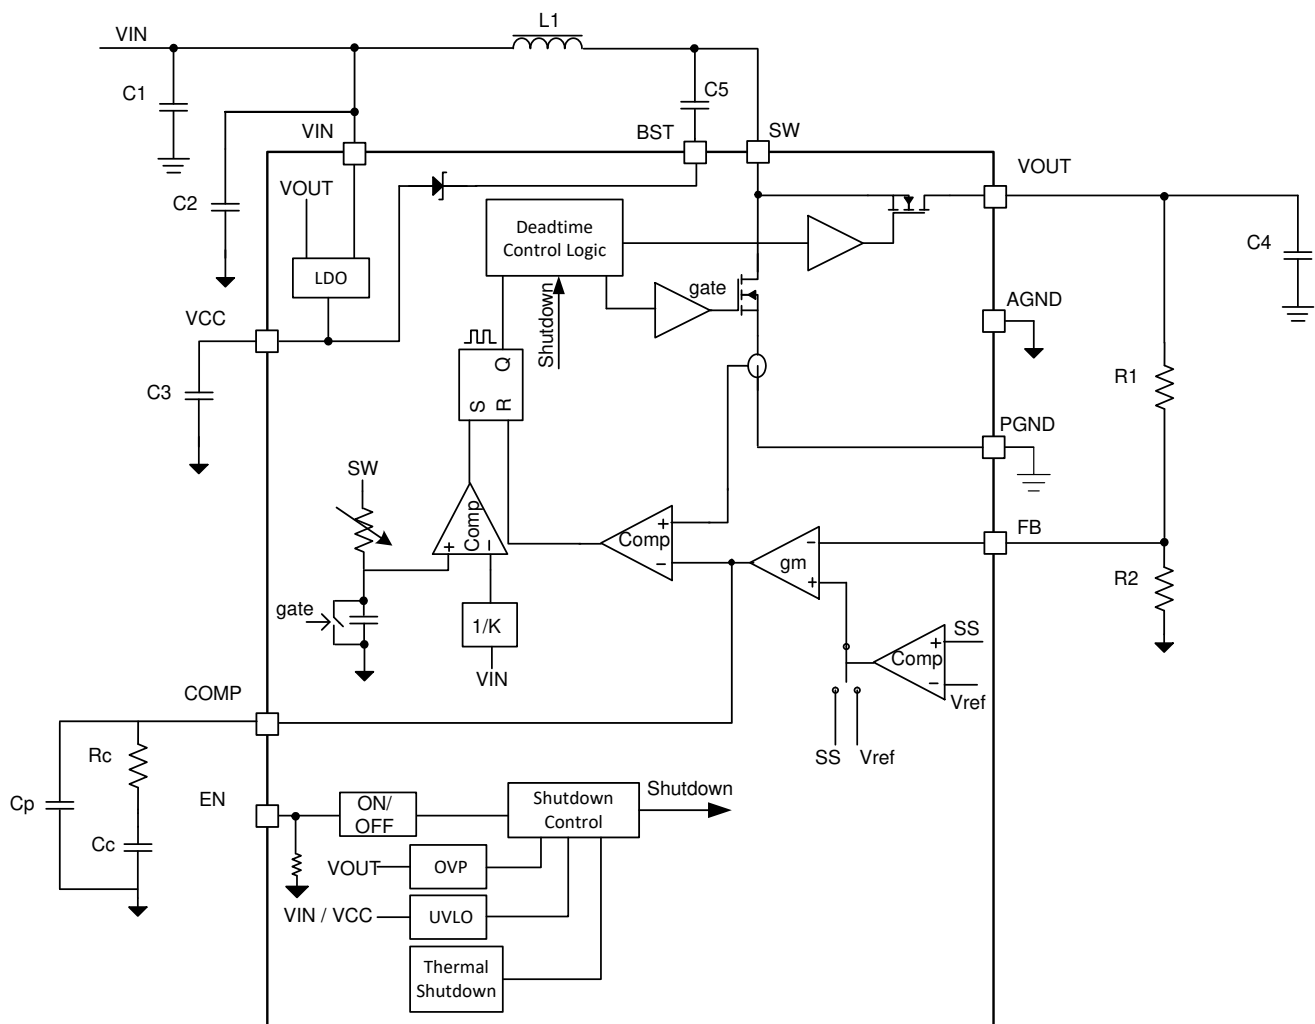 L1
VIN
C1
C5
VIN
BST
SW
VOUT
VOUT
C2
Deadtime
Control Logic
C4
LDO
gate
AGND
VCC
Shutdown
Q
S
R
C3
R1
PGND
SW
Comp
+
−
Comp
+
−
gm
−
+
FB
R2
gate
1/K
VIN
SS
Comp
+
−
Vref
COMP
SS
Vref
Rc
Cp
Cc
EN
ON/
OFF
Shutdown
Control
Shutdown
VOUT
OVP
VIN / VCC
UVLO
Thermal
Shutdown